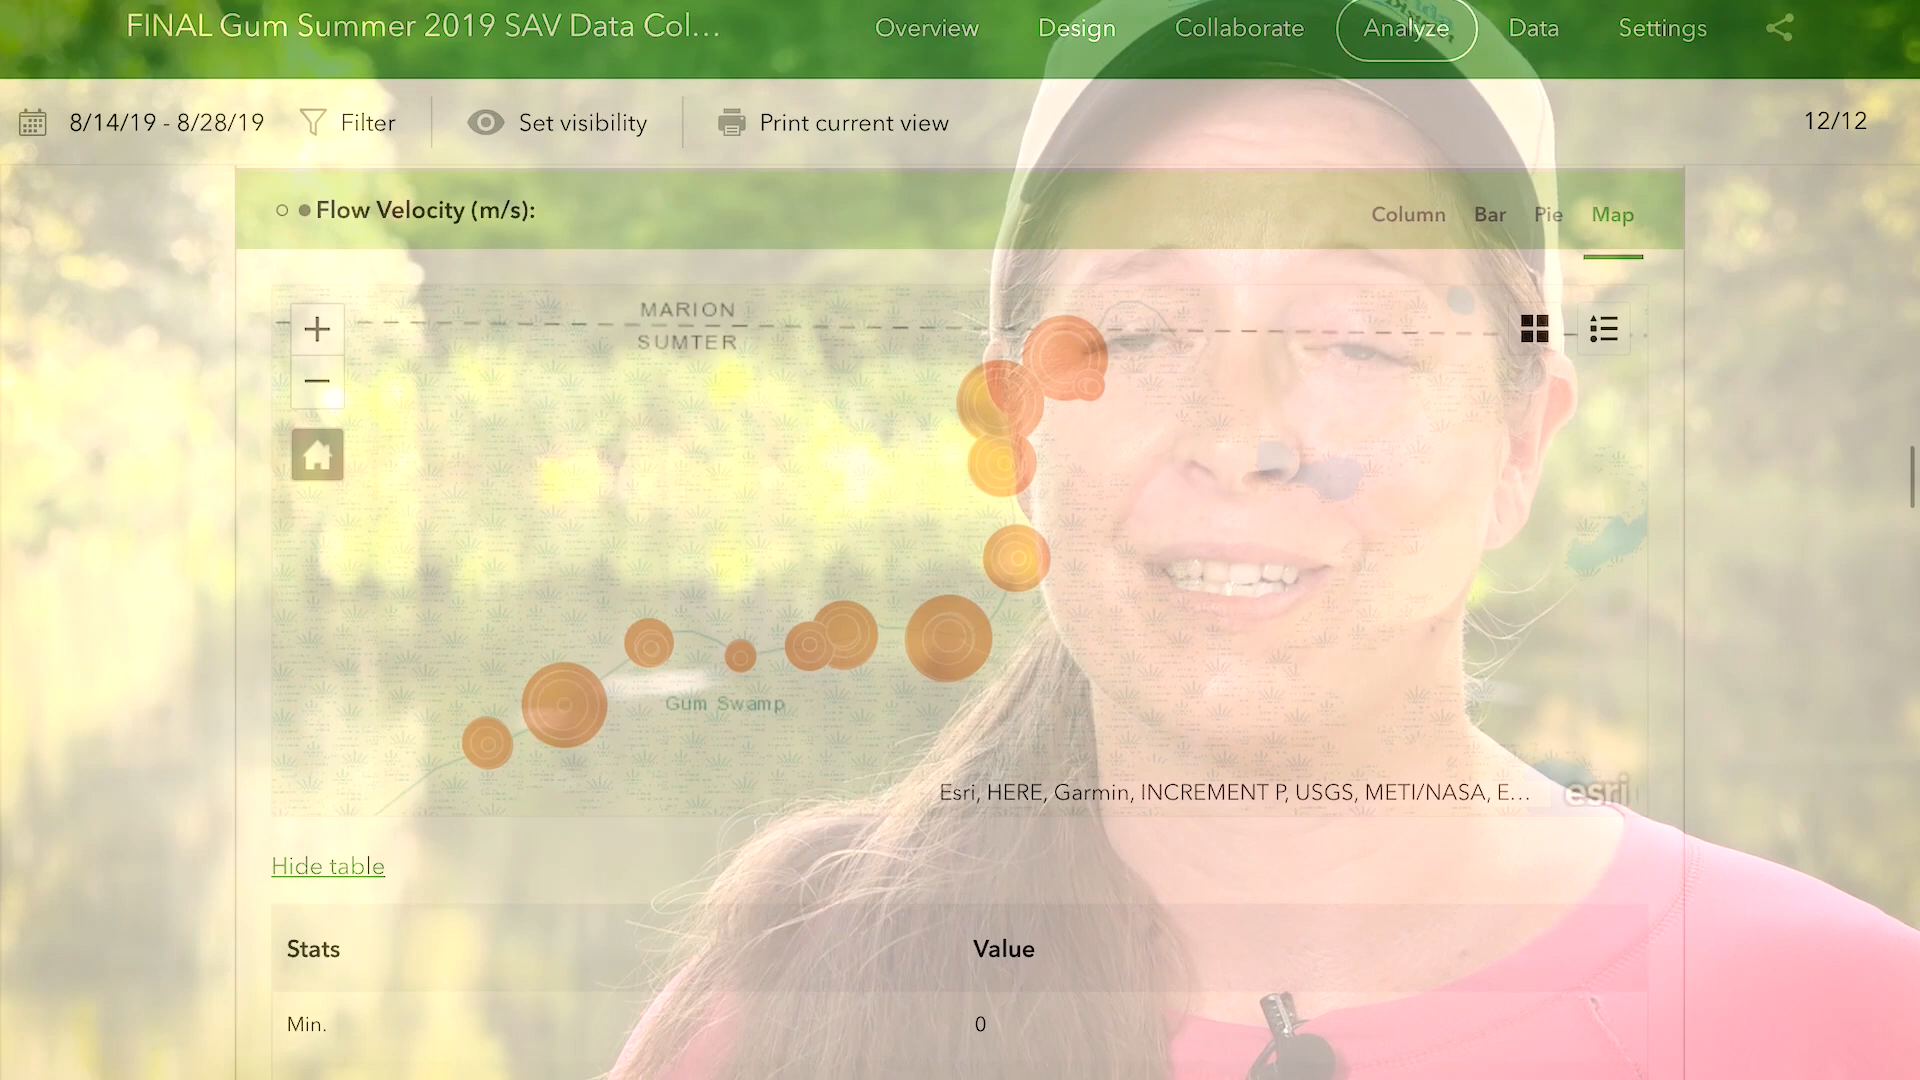 FINAL Gum Summer 2019 SAV Data Col...
Overview Design Collaborate Analyze Data Settings
8/14/19 - 8/28/19 Filter Set visibility Print current view 12/12
Flow Velocity (m/s):
Column Bar Pie Map
MARION
SUMTER
Gum Swamp
Esri, HERE, Garmin, INCREMENT P, USGS, METI/NASA, E...
esri
Hide table
Stats Value
Min. 0